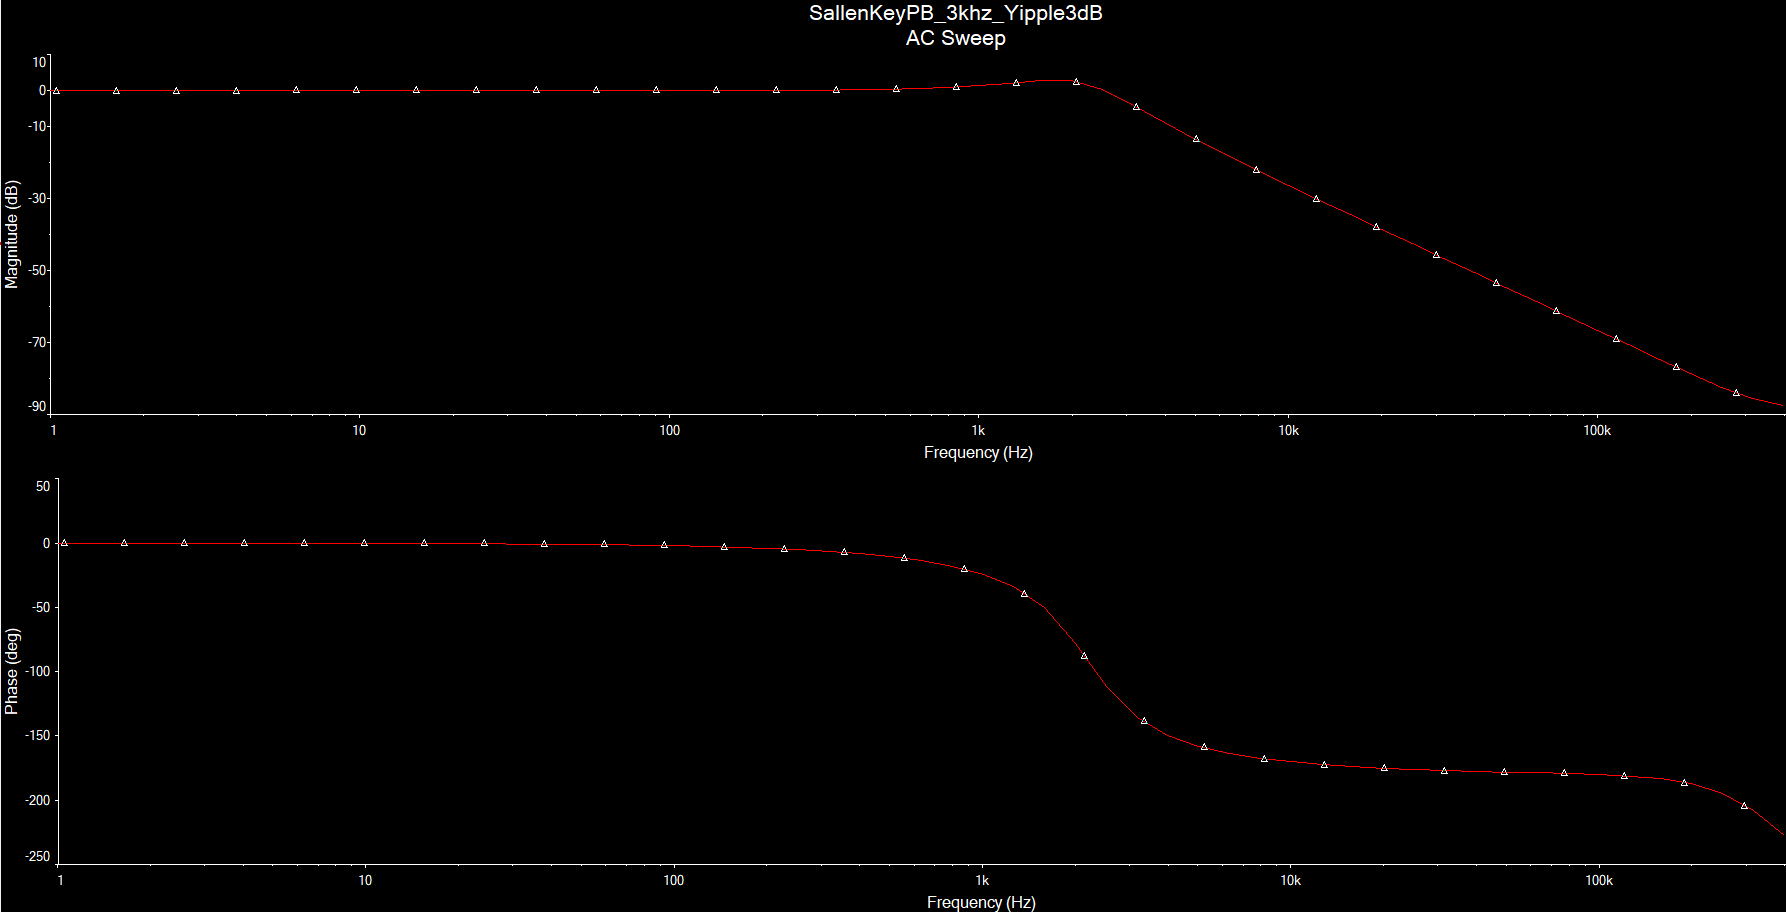 SallenKeyPB_3khz_Yipple3dB
AC Sweep
10
0
-10
-30
-50
-70
-90
Magnitude (dB)
1 10 100 1k 10k 100k
Frequency (Hz)
50
0
-50
-100
-150
-200
-250
Phase (deg)
1 10 100 1k 10k 100k
Frequency (Hz)